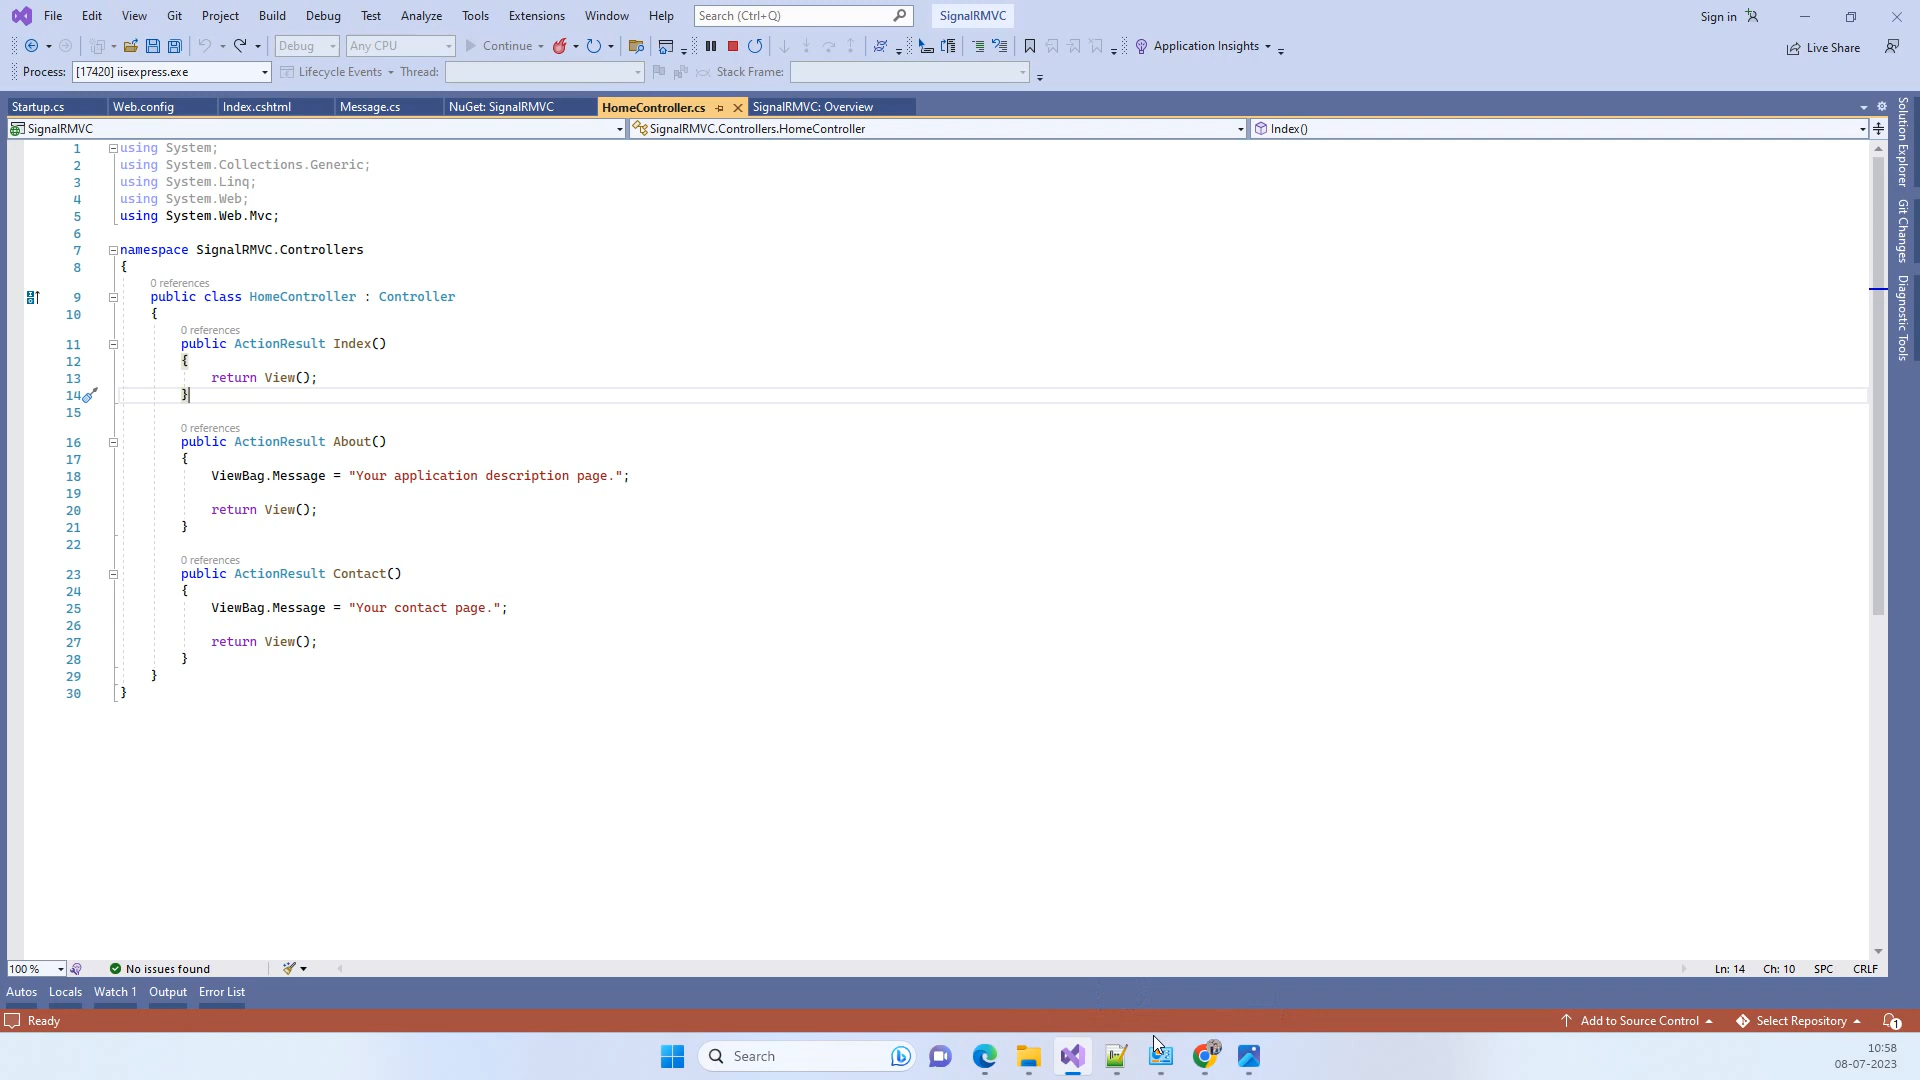 File Edit View Git Project Build Debug Test Analyze Tools Extensions Window Help Search (Ctrl+Q) SignalRMVC Sign in
Debug Any CPU Continue Application Insights Live Share
Process: [17420] iisexpress.exe Lifecycle Events Thread: Stack Frame:
Startup.cs Web.config Index.cshtml Message.cs NuGet: SignalRMVC HomeController.cs SignalRMVC: Overview
SignalRMVC SignalRMVC.Controllers.HomeController Index()
1 using System;
2 using System.Collections.Generic;
3 using System.Linq;
4 using System.Web;
5 using System.Web.Mvc;
6
7 namespace SignalRMVC.Controllers
8 {
0 references
9 public class HomeController : Controller
10 {
0 references
11 public ActionResult Index()
12 {
13 return View();
14 }
15
0 references
16 public ActionResult About()
17 {
18 ViewBag.Message = "Your application description page.";
19
20 return View();
21 }
22
0 references
23 public ActionResult Contact()
24 {
25 ViewBag.Message = "Your contact page.";
26
27 return View();
28 }
29 }
30 }
Solution Explorer
Git Changes
Diagnostic Tools
100 % No issues found Ln: 14 Ch: 10 SPC CRLF
Autos Locals Watch 1 Output Error List
Ready Add to Source Control Select Repository 1
Search
10:58
08-07-2023